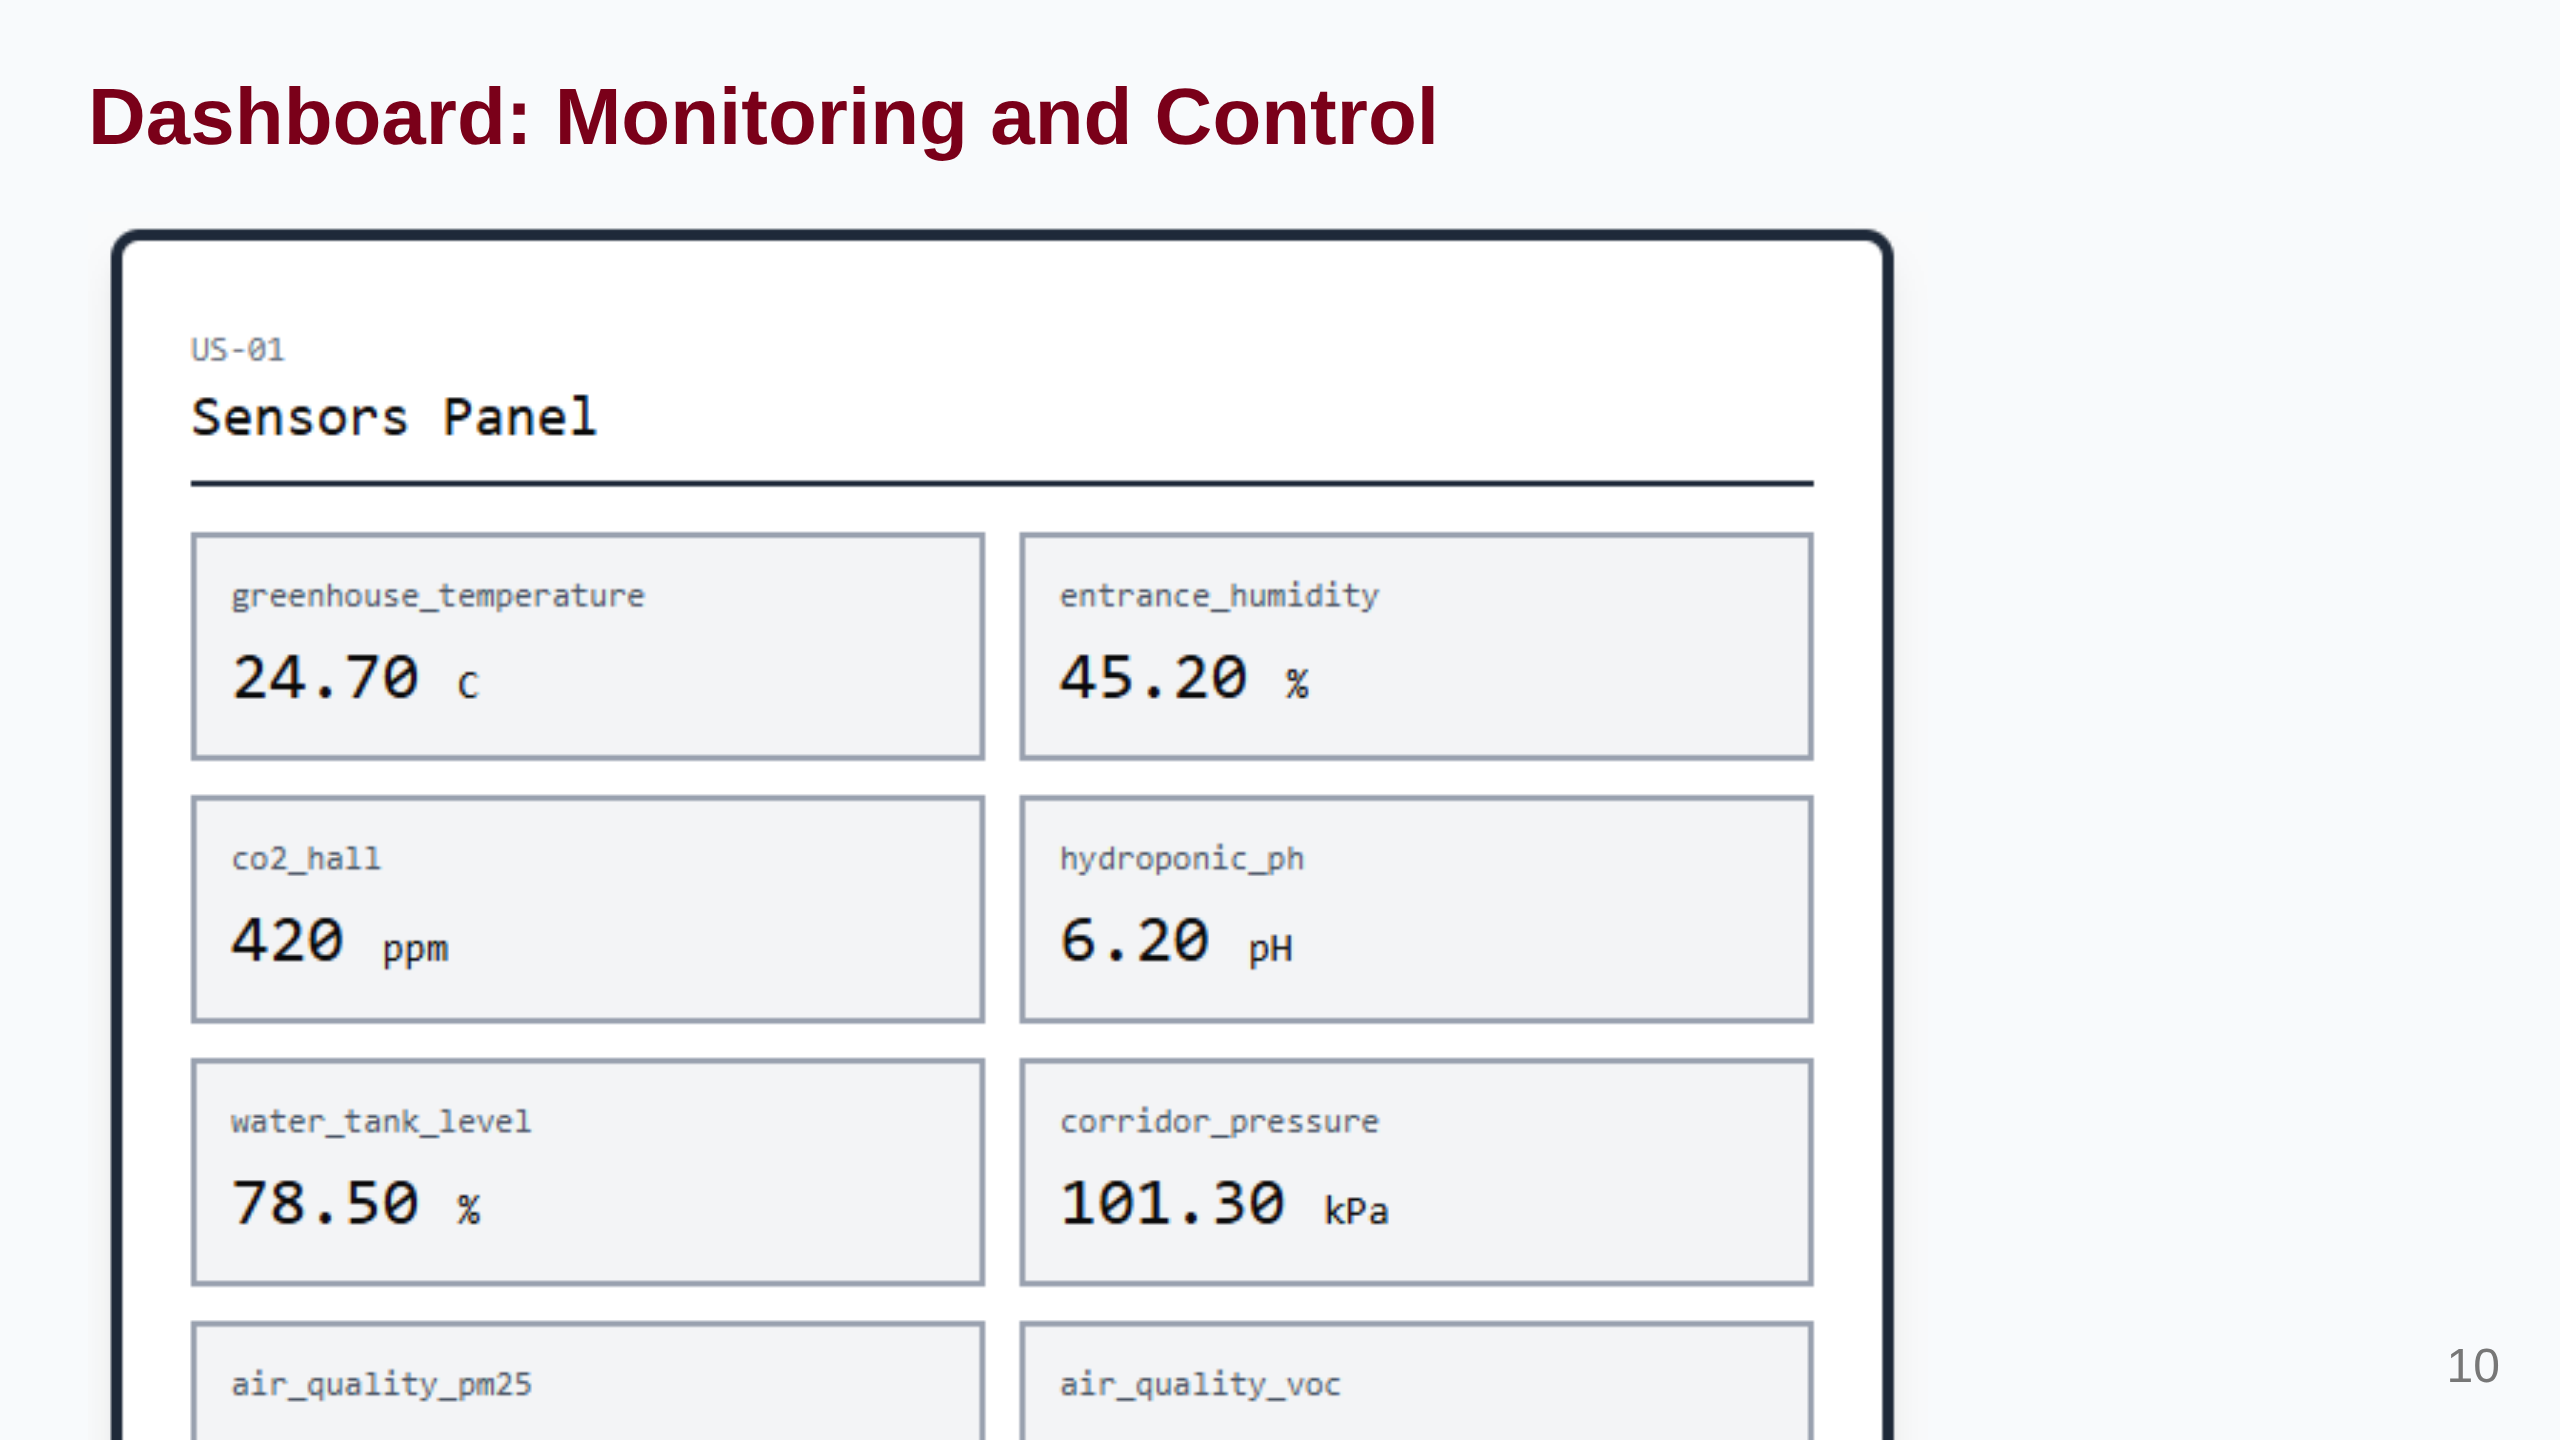 Dashboard: Monitoring and Control
US-01
Sensors Panel
greenhouse_temperature
24.70 C
entrance_humidity
45.20 %
co2_hall
420 ppm
hydroponic_ph
6.20 pH
water_tank_level
78.50 %
corridor_pressure
101.30 kPa
air_quality_pm25
air_quality_voc
10